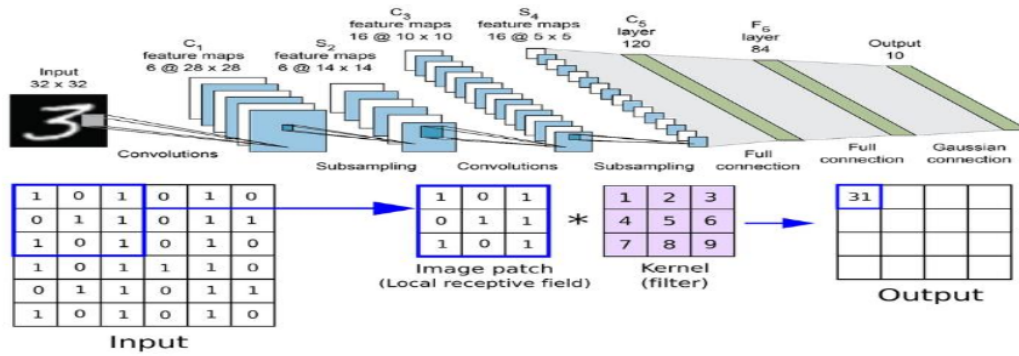 Input
32 x 32
C1
feature maps
6 @ 28 x 28
S2
feature maps
6 @ 14 x 14
C3
feature maps
16 @ 10 x 10
S4
feature maps
16 @ 5 x 5
C5
layer
120
F6
layer
84
Output
10
3
Convolutions
Subsampling
Convolutions
Subsampling
Full
connection
Full
connection
Gaussian
connection
1 0 1 0 1 0
0 1 1 0 1 1
1 0 1 0 1 0
1 0 1 1 1 0
0 1 1 0 1 1
1 0 1 0 1 0
Input
1 0 1
0 1 1
1 0 1
Image patch
(Local receptive field)
*
1 2 3
4 5 6
7 8 9
Kernel
(filter)
31
Output